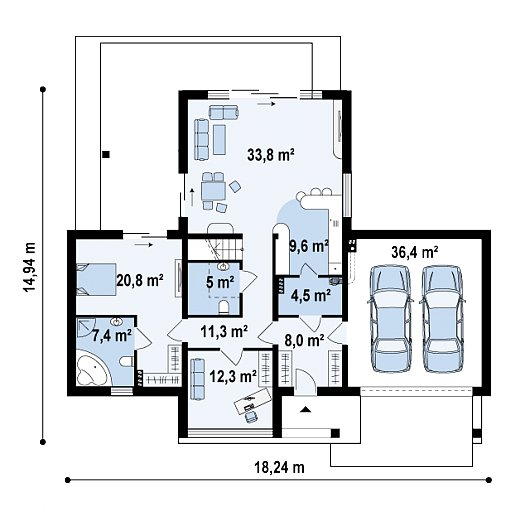 33,8 m²
9,6 m²
36,4 m²
20,8 m²
5 m²
4,5 m²
7,4 m²
11,3 m²
8,0 m²
12,3 m²
14,94 m
18,24 m